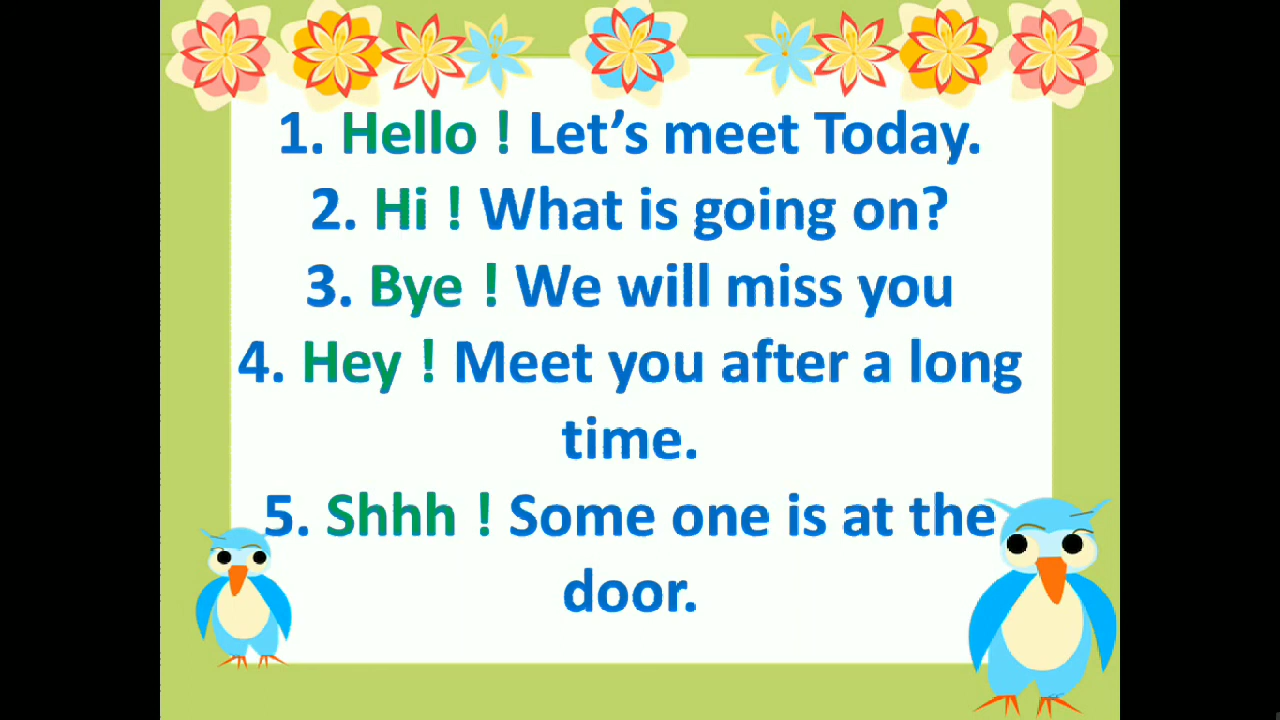 1. Hello ! Let’s meet Today.
2. Hi ! What is going on?
3. Bye ! We will miss you
4. Hey ! Meet you after a long
time.
5. Shhh ! Some one is at the
door.